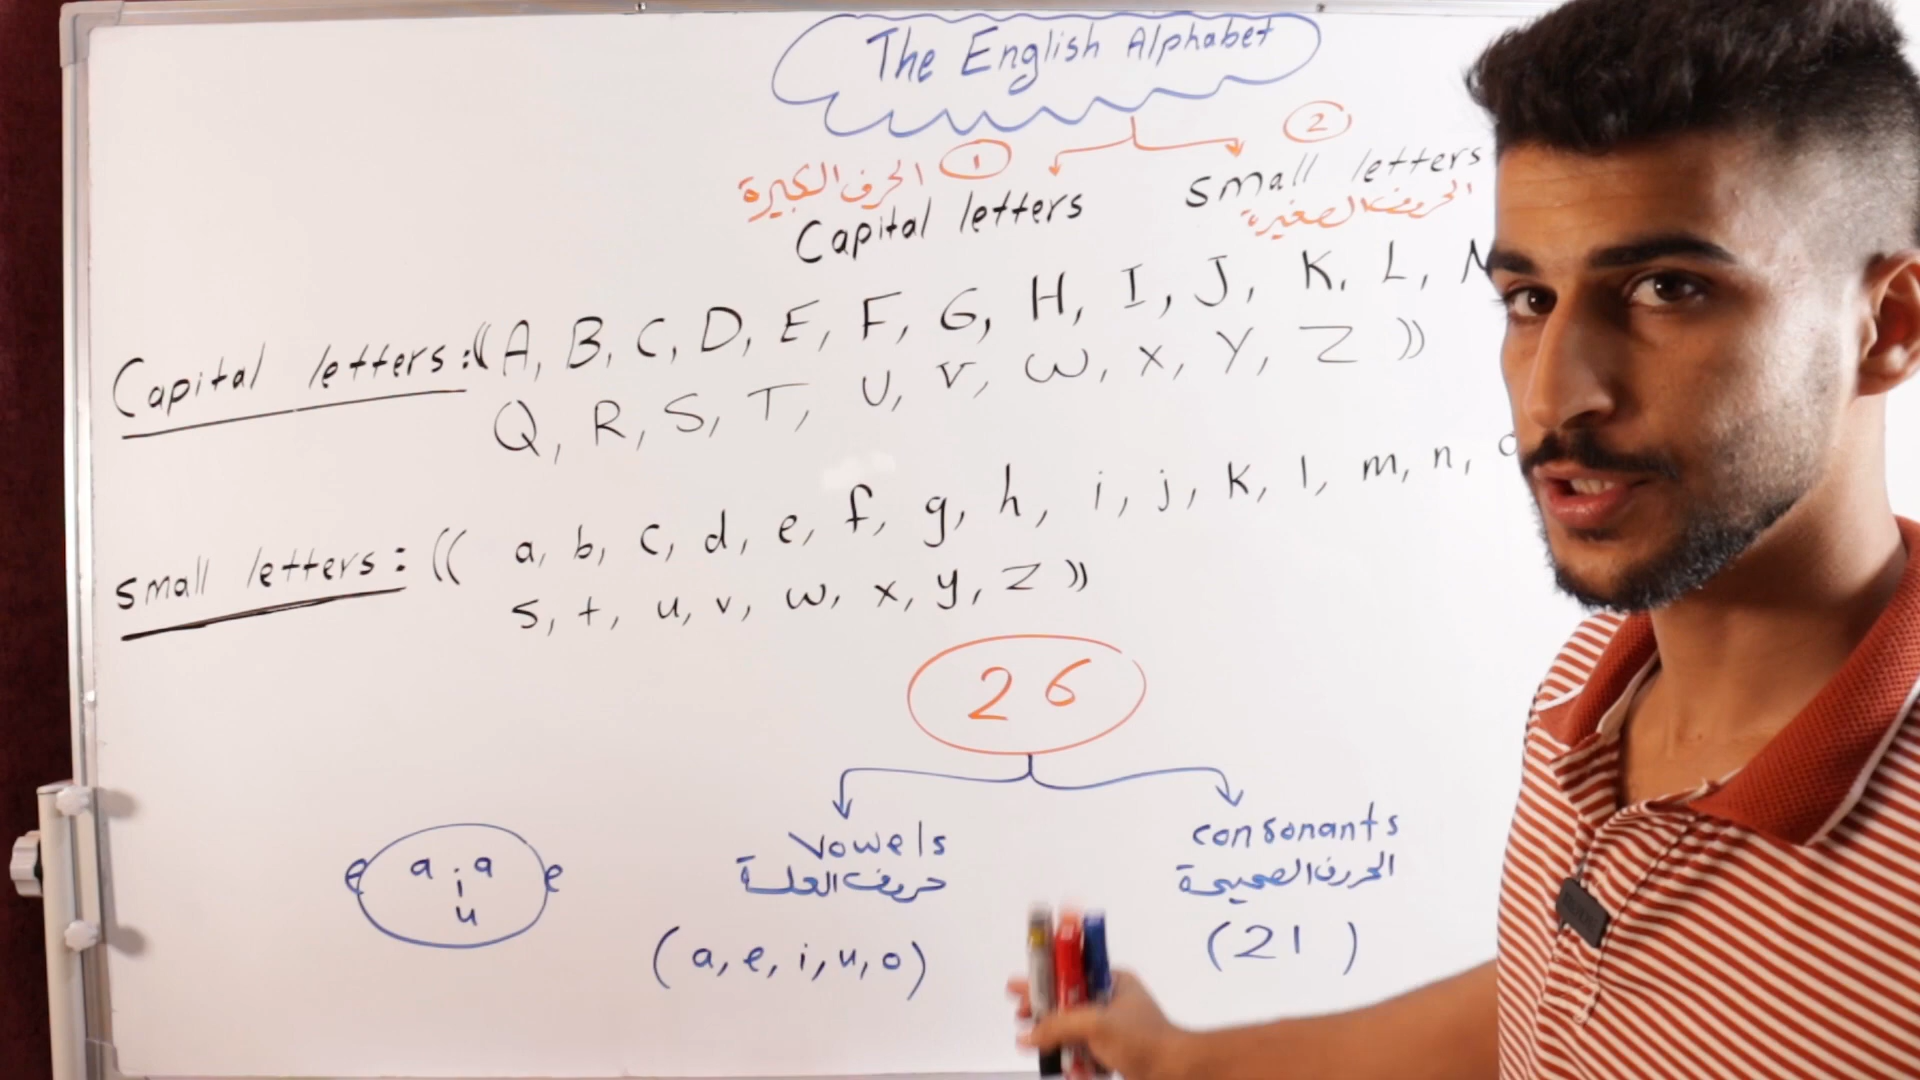 The English Alphabet
1 2
الحرف الكبيرة
Capital letters
small letters
الحروف الصغيرة
Capital letters : (( A, B, C, D, E, F, G, H, I, J, K, L,
Q, R, S, T, U, V, W, X, Y, Z ))
small letters : (( a, b, c, d, e, f, g, h, i, j, k, l, m, n,
s, t, u, v, w, x, y, z ))
26
Vowels
حروف العلة
(a, e, i, u, o)
consonants
الحروف الصحيحة
(21)
e a i a e
u